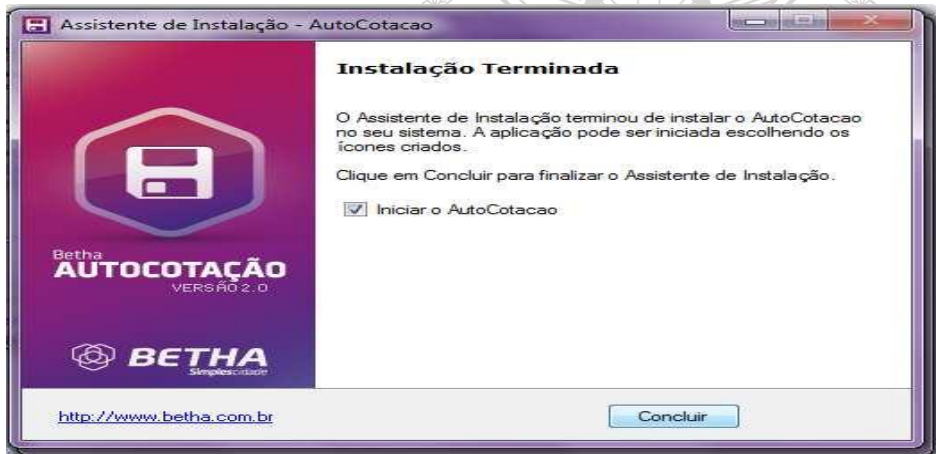 Assistente de Instalação - AutoCotacao
Instalação Terminada
O Assistente de Instalação terminou de instalar o AutoCotacao
no seu sistema. A aplicação pode ser iniciada escolhendo os
ícones criados.
Clique em Concluir para finalizar o Assistente de Instalação.
Iniciar o AutoCotacao
Betha
AUTOCOTAÇÃO
VERSÃO 2.0
BETHA
Simplescidade
http://www.betha.com.br
Concluir